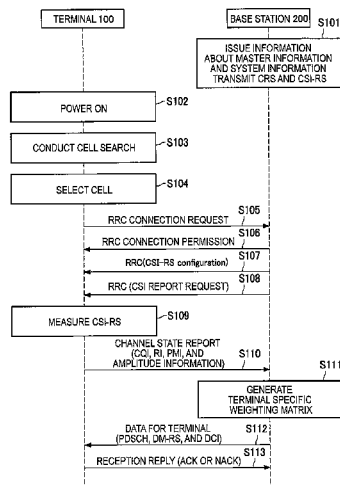 TERMINAL 100
BASE STATION 200
S101
ISSUE INFORMATION
ABOUT MASTER INFORMATION
AND SYSTEM INFORMATION
TRANSMIT CRS AND CSI-RS
POWER ON
S102
CONDUCT CELL SEARCH
S103
SELECT CELL
S104
RRC CONNECTION REQUEST
S105
RRC CONNECTION PERMISSION
S106
RRC(CSI-RS configuration)
S107
RRC (CSI REPORT REQUEST)
S108
MEASURE CSI-RS
S109
CHANNEL STATE REPORT
(CQI, RI, PMI, AND
AMPLITUDE INFORMATION)
S110
S111
GENERATE
TERMINAL SPECIFIC
WEIGHTING MATRIX
DATA FOR TERMINAL
(PDSCH, DM-RS, AND DCI)
S112
RECEPTION REPLY (ACK OR NACK)
S113